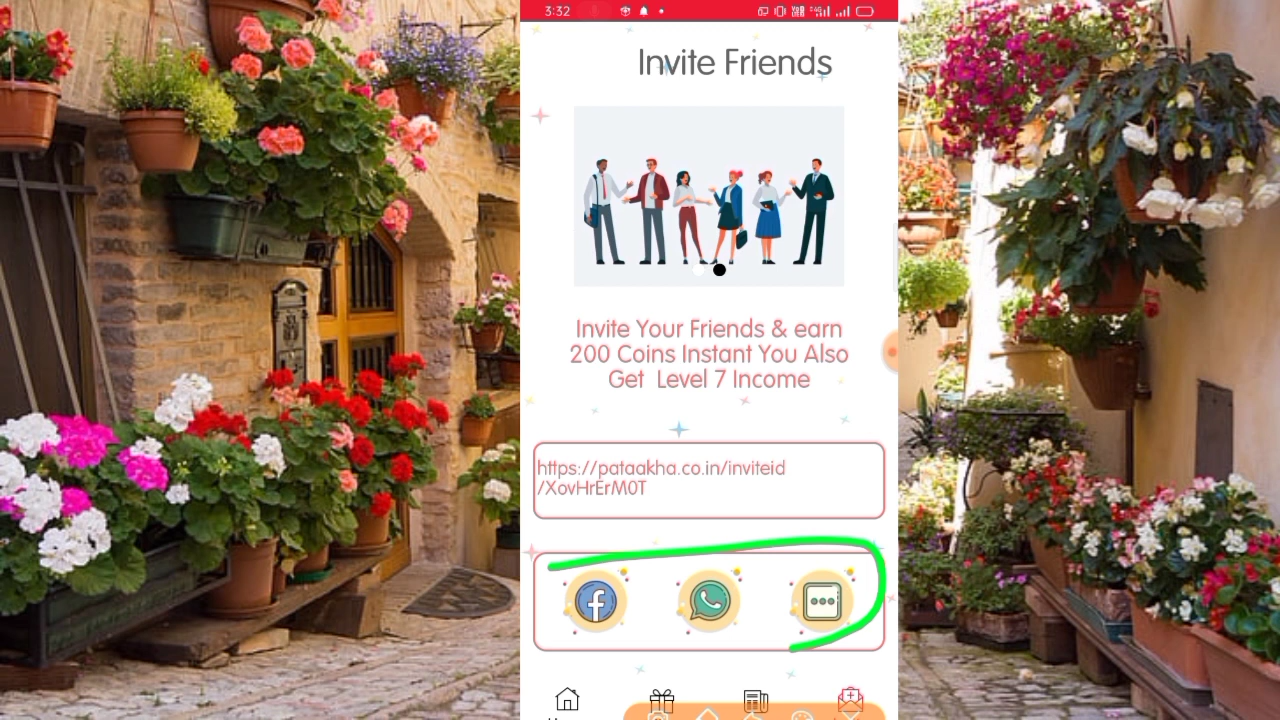 3:32
Invite Friends
Invite Your Friends & earn
200 Coins Instant You Also
Get Level 7 Income
https://pataakha.co.in/inviteid
/XovHrErM0T